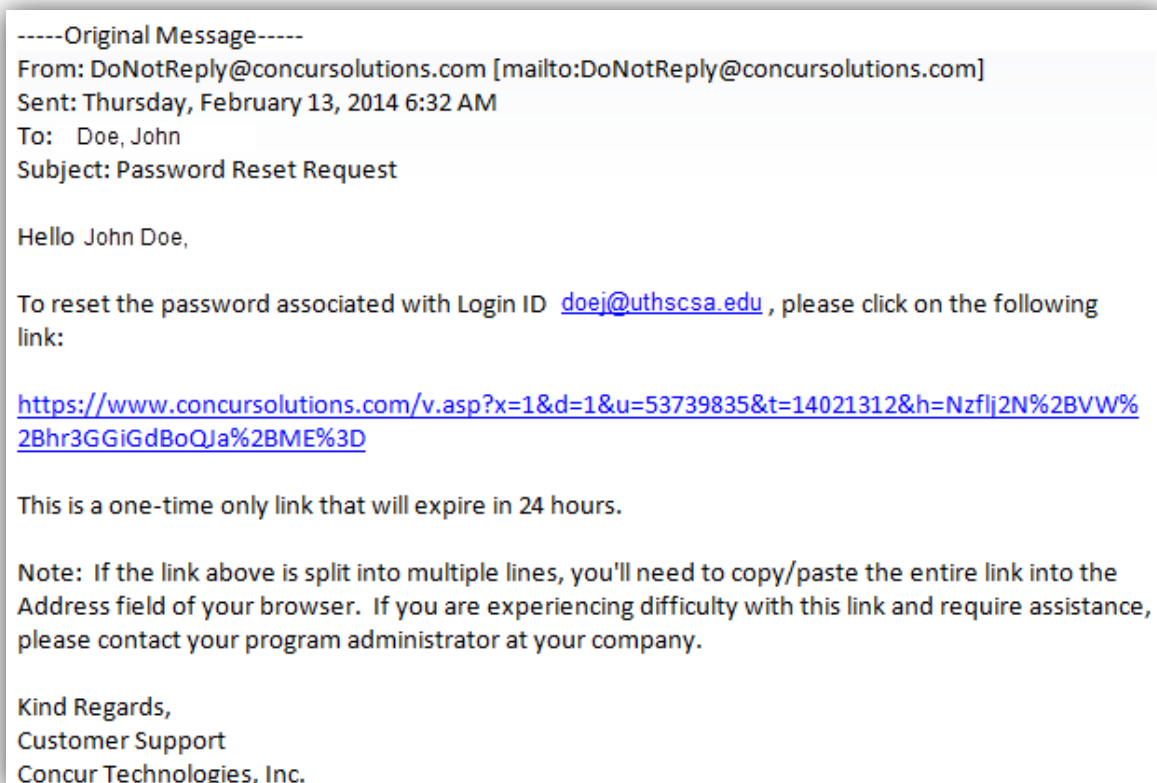 -----Original Message-----
From: DoNotReply@concursolutions.com [mailto:DoNotReply@concursolutions.com]
Sent: Thursday, February 13, 2014 6:32 AM
To: Doe, John
Subject: Password Reset Request
Hello John Doe,
To reset the password associated with Login ID doej@uthscsa.edu , please click on the following
link:
https://www.concursolutions.com/v.asp?x=1&d=1&u=53739835&t=14021312&h=Nzflj2N%2BVW%
2Bhr3GGiGdBoQJa%2BME%3D
This is a one-time only link that will expire in 24 hours.
Note: If the link above is split into multiple lines, you'll need to copy/paste the entire link into the
Address field of your browser. If you are experiencing difficulty with this link and require assistance,
please contact your program administrator at your company.
Kind Regards,
Customer Support
Concur Technologies, Inc.